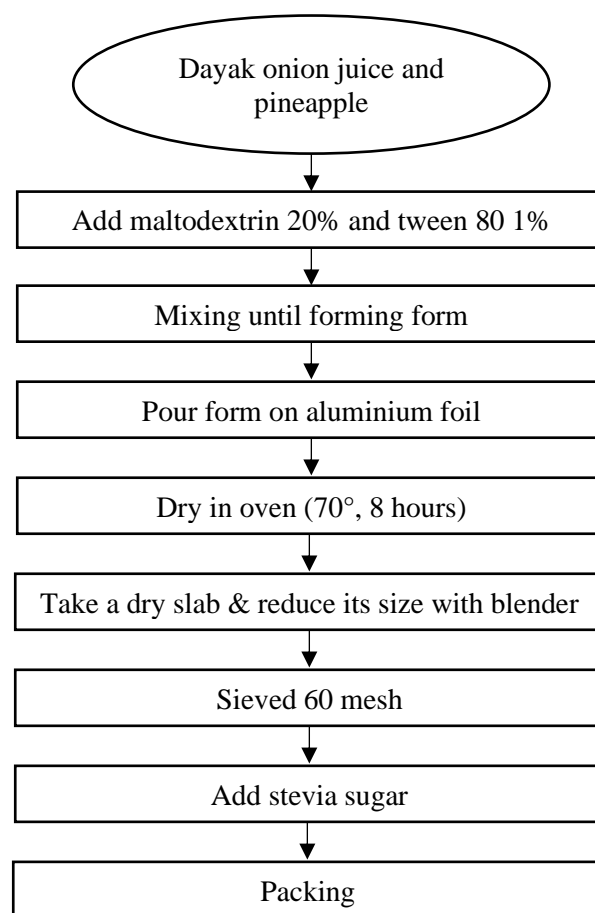 Dayak onion juice and
pineapple
Add maltodextrin 20% and tween 80 1%
Mixing until forming form
Pour form on aluminium foil
Dry in oven (70°, 8 hours)
Take a dry slab & reduce its size with blender
Sieved 60 mesh
Add stevia sugar
Packing